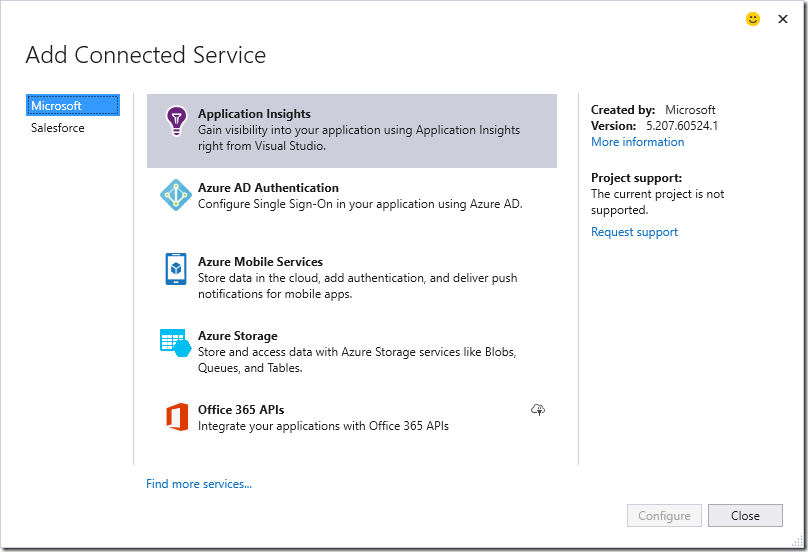 Add Connected Service
Microsoft
Salesforce
Application Insights
Gain visibility into your application using Application Insights
right from Visual Studio.
Azure AD Authentication
Configure Single Sign-On in your application using Azure AD.
Azure Mobile Services
Store data in the cloud, add authentication, and deliver push
notifications for mobile apps.
Azure Storage
Store and access data with Azure Storage services like Blobs,
Queues, and Tables.
Office 365 APIs
Integrate your applications with Office 365 APIs
Find more services...
Created by: Microsoft
Version: 5.207.60524.1
More information
Project support:
The current project is not
supported.
Request support
Configure
Close